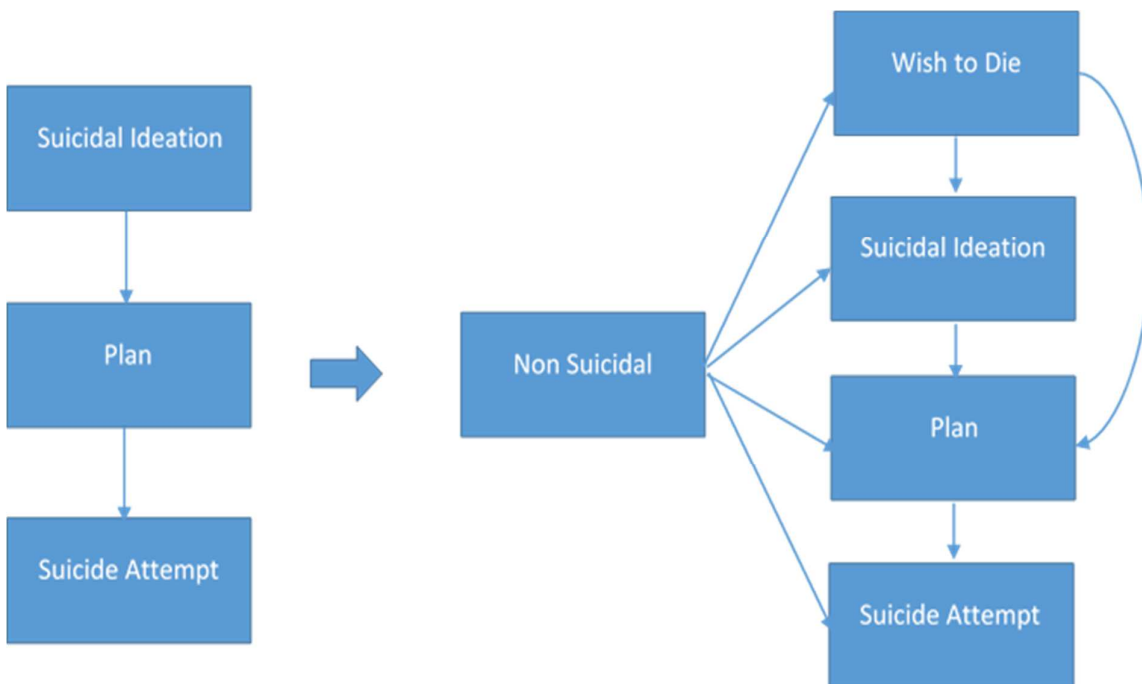 Suicidal Ideation
Plan
Suicide Attempt
Non Suicidal
Wish to Die
Suicidal Ideation
Plan
Suicide Attempt